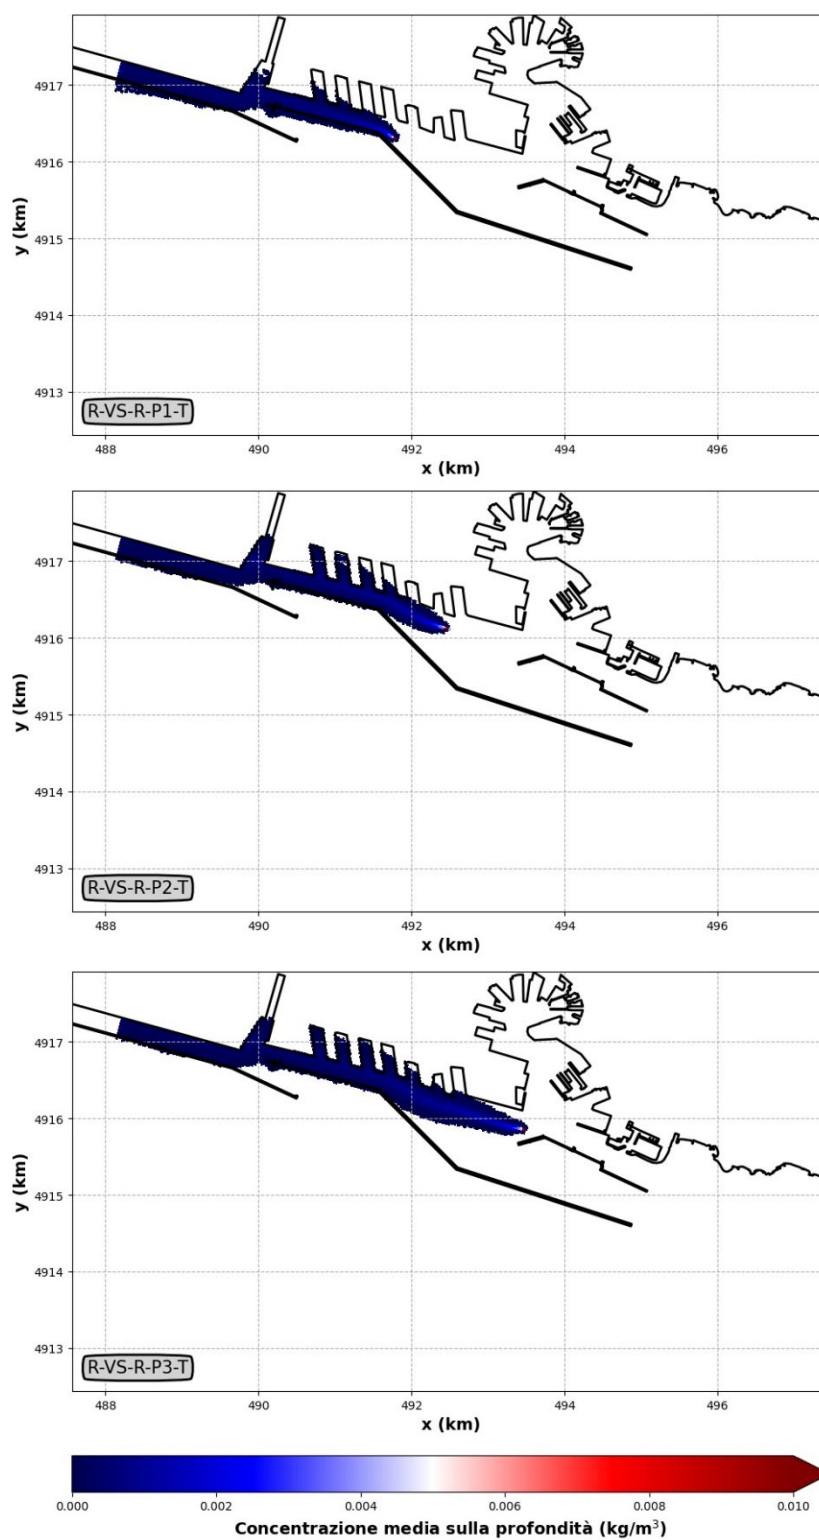 4917
4916
4915
4914
4913
y (km)
R-VS-R-P1-T
488 490 492 494 496
x (km)
4917
4916
4915
4914
4913
y (km)
R-VS-R-P2-T
488 490 492 494 496
x (km)
4917
4916
4915
4914
4913
y (km)
R-VS-R-P3-T
488 490 492 494 496
x (km)
0.000 0.002 0.004 0.006 0.008 0.010
Concentrazione media sulla profondità (kg/m³)